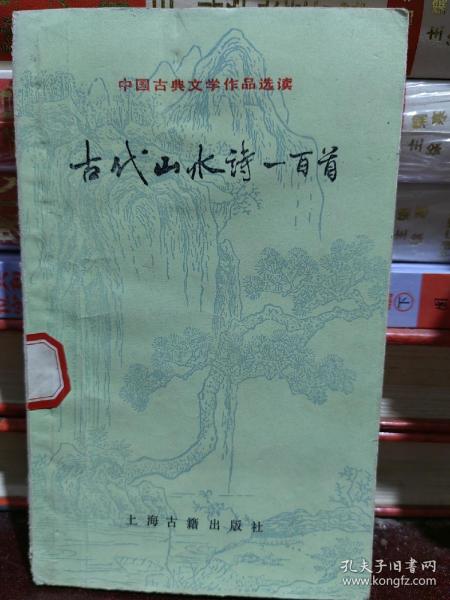 中国古典文学作品选读
古代山水诗一百首
上海古籍出版社
下
孔夫子旧书网
www.kongfz.com